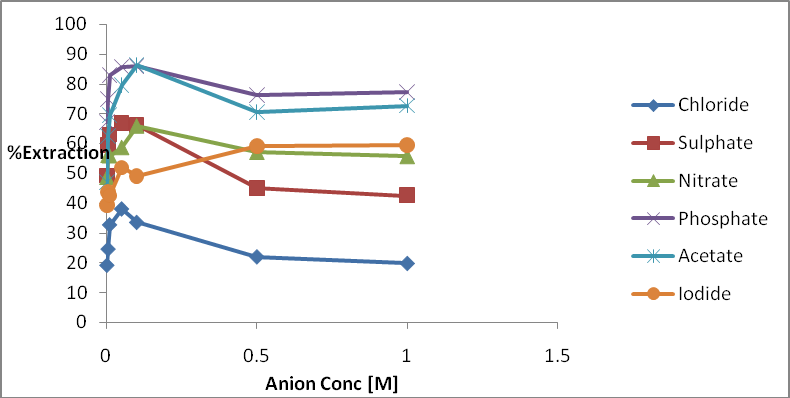 100
90
80
70
60
50
40
30
20
10
0
%Extraction
0
0.5
1
1.5
Anion Conc [M]
Chloride
Sulphate
Nitrate
Phosphate
Acetate
Iodide